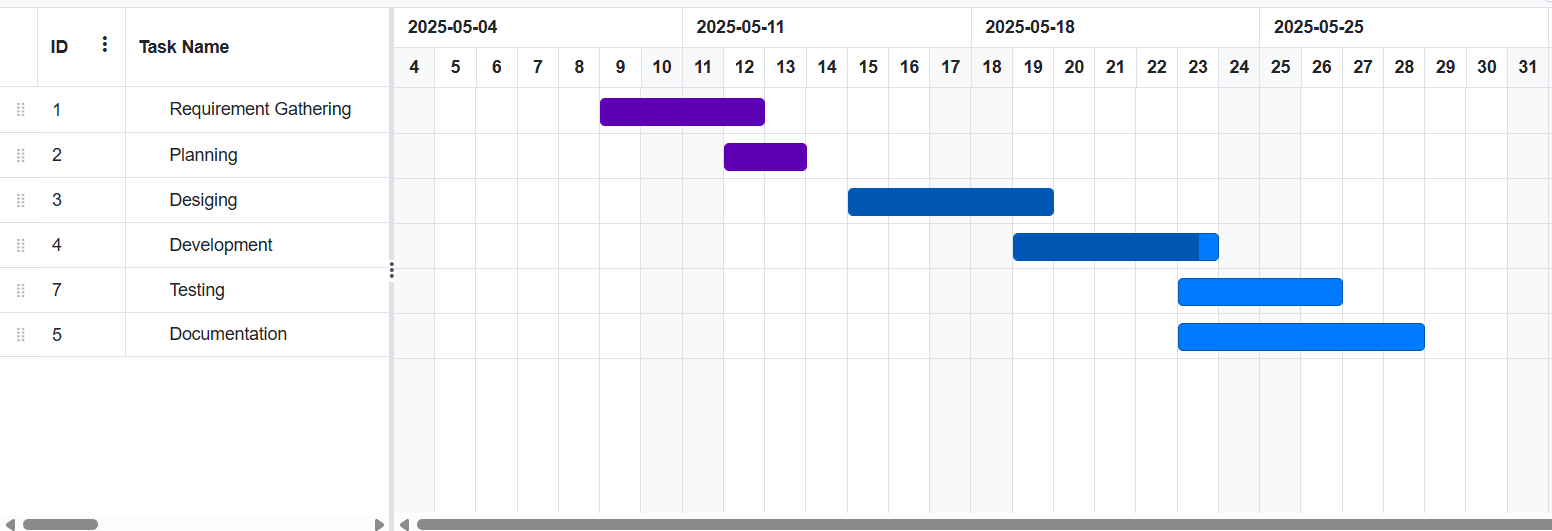 ID Task Name 2025-05-04 2025-05-11 2025-05-18 2025-05-25
4 5 6 7 8 9 10 11 12 13 14 15 16 17 18 19 20 21 22 23 24 25 26 27 28 29 30 31
1 Requirement Gathering
2 Planning
3 Desiging
4 Development
7 Testing
5 Documentation